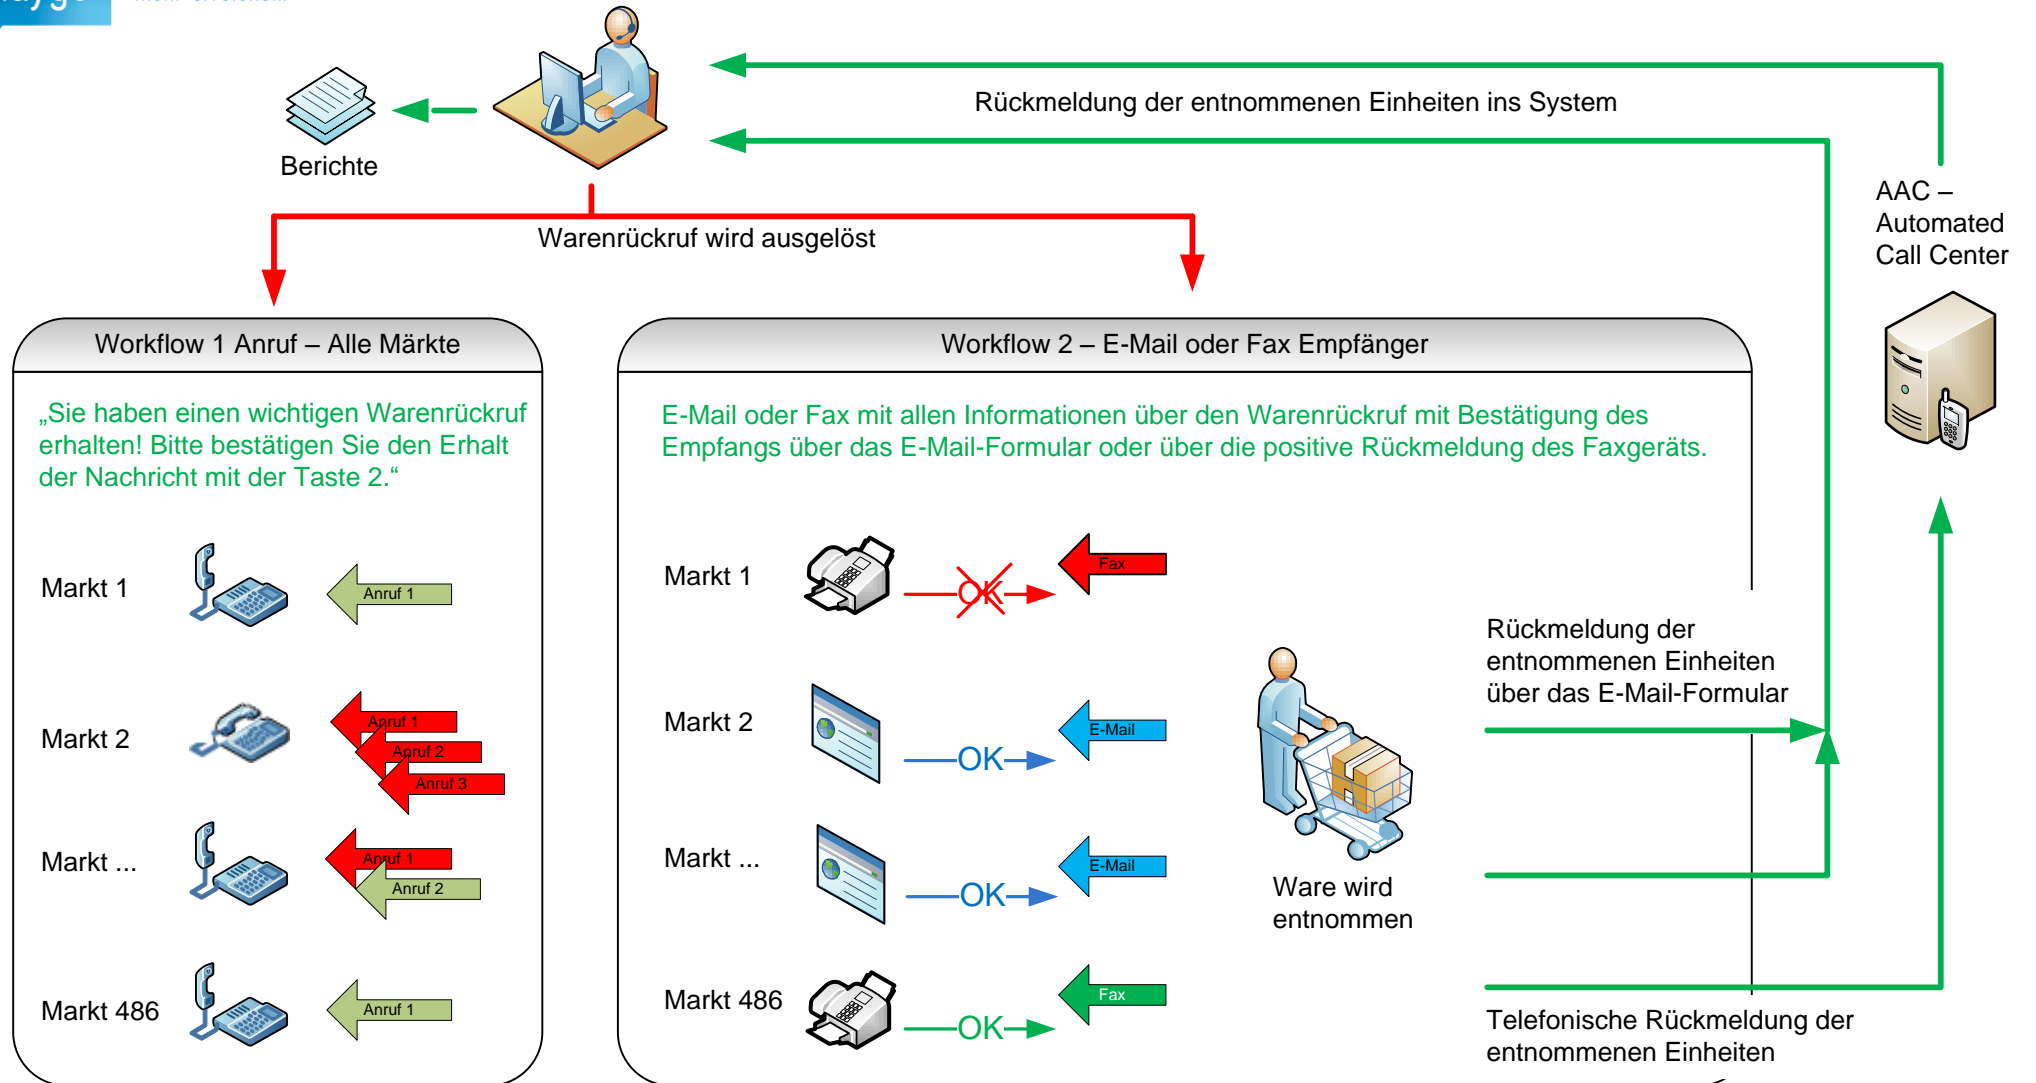 Rückmeldung der entnommenen Einheiten ins System
Berichte
AAC –
Automated
Call Center
Warenrückruf wird ausgelöst
Workflow 1 Anruf – Alle Märkte
„Sie haben einen wichtigen Warenrückruf
erhalten! Bitte bestätigen Sie den Erhalt
der Nachricht mit der Taste 2.“
Markt 1
Anruf 1
Markt 2
Anruf 1
Anruf 2
Anruf 3
Markt ...
Anruf 1
Anruf 2
Markt 486
Anruf 1
Workflow 2 – E-Mail oder Fax Empfänger
E-Mail oder Fax mit allen Informationen über den Warenrückruf mit Bestätigung des
Empfangs über das E-Mail-Formular oder über die positive Rückmeldung des Faxgeräts.
Markt 1
OK
Fax
Markt 2
OK
E-Mail
Markt ...
OK
E-Mail
Markt 486
OK
Fax
Ware wird
entnommen
Rückmeldung der
entnommenen Einheiten
über das E-Mail-Formular
Telefonische Rückmeldung der
entnommenen Einheiten